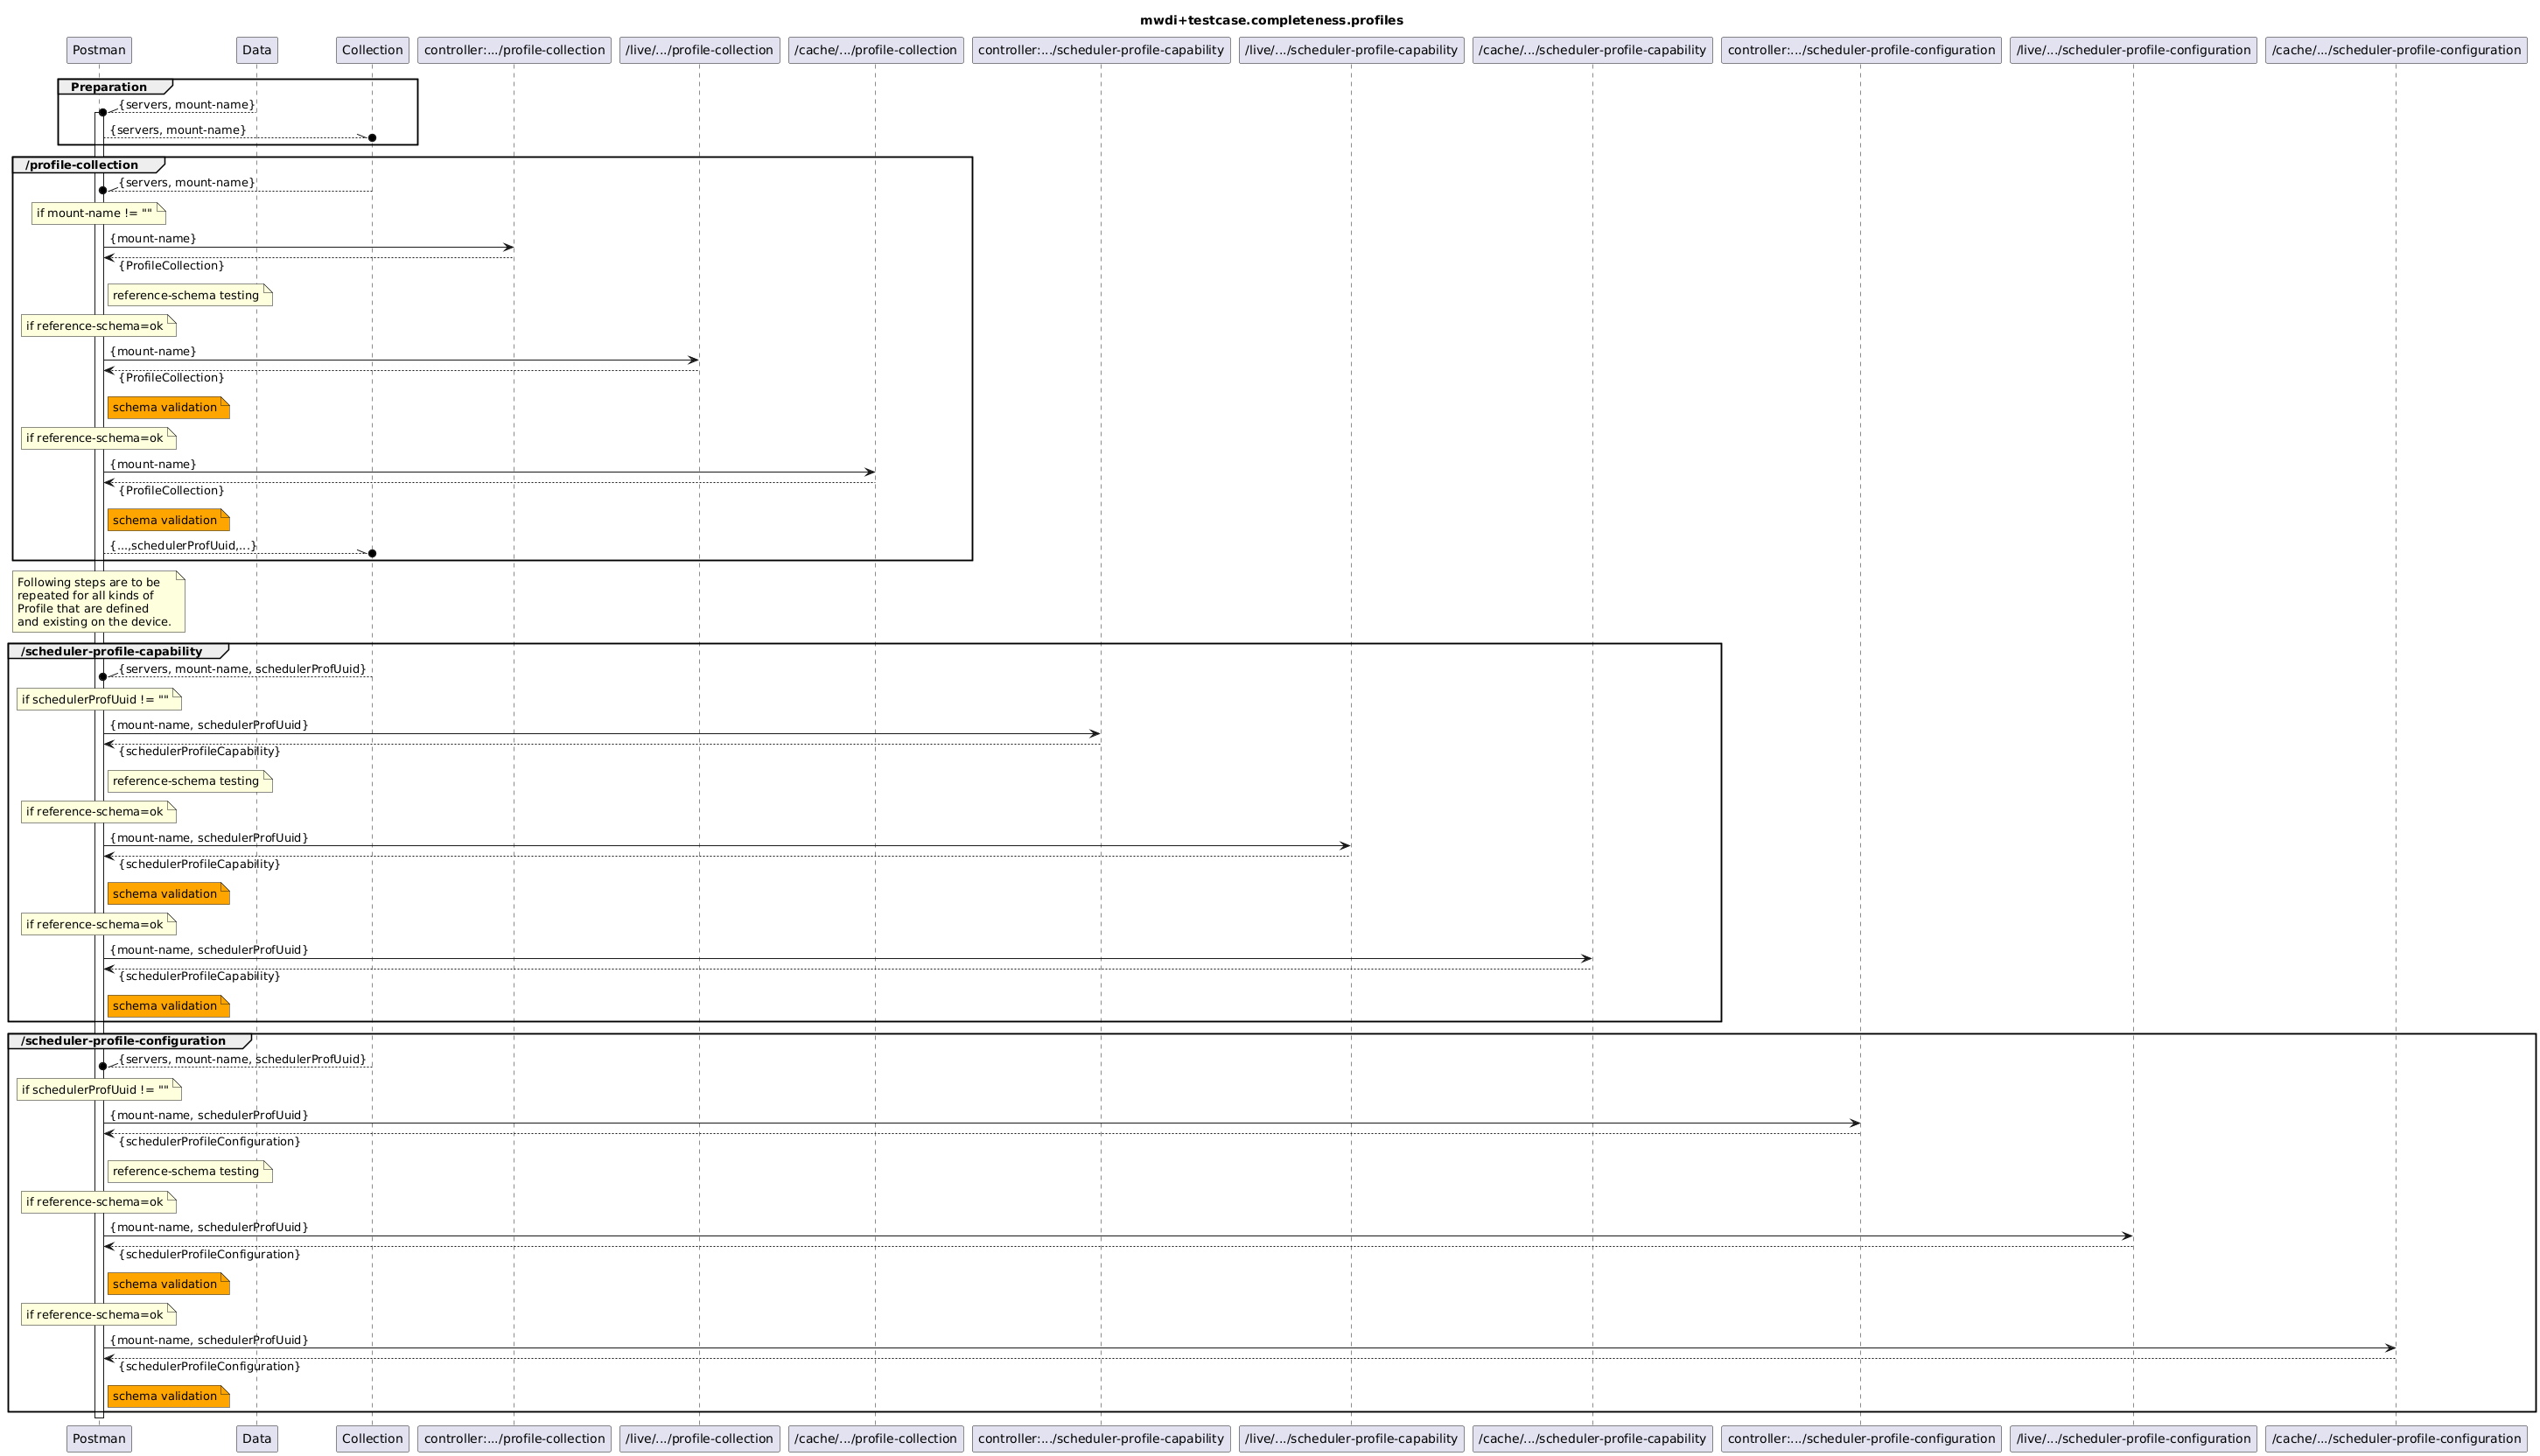 mwdi+testcase.completeness.profiles
Postman Data Collection controller:.../profile-collection /live/.../profile-collection /cache/.../profile-collection controller:.../scheduler-profile-capability /live/.../scheduler-profile-capability /cache/.../scheduler-profile-capability controller:.../scheduler-profile-configuration /live/.../scheduler-profile-configuration /cache/.../scheduler-profile-configuration
Preparation
{servers, mount-name}
{servers, mount-name}
/profile-collection
{servers, mount-name}
if mount-name != ""
{mount-name}
{ProfileCollection}
reference-schema testing
if reference-schema=ok
{mount-name}
{ProfileCollection}
schema validation
if reference-schema=ok
{mount-name}
{ProfileCollection}
schema validation
{...,schedulerProfUuid,...}
Following steps are to be
repeated for all kinds of
Profile that are defined
and existing on the device.
/scheduler-profile-capability
{servers, mount-name, schedulerProfUuid}
if schedulerProfUuid != ""
{mount-name, schedulerProfUuid}
{schedulerProfileCapability}
reference-schema testing
if reference-schema=ok
{mount-name, schedulerProfUuid}
{schedulerProfileCapability}
schema validation
if reference-schema=ok
{mount-name, schedulerProfUuid}
{schedulerProfileCapability}
schema validation
/scheduler-profile-configuration
{servers, mount-name, schedulerProfUuid}
if schedulerProfUuid != ""
{mount-name, schedulerProfUuid}
{schedulerProfileConfiguration}
reference-schema testing
if reference-schema=ok
{mount-name, schedulerProfUuid}
{schedulerProfileConfiguration}
schema validation
if reference-schema=ok
{mount-name, schedulerProfUuid}
{schedulerProfileConfiguration}
schema validation
Postman Data Collection controller:.../profile-collection /live/.../profile-collection /cache/.../profile-collection controller:.../scheduler-profile-capability /live/.../scheduler-profile-capability /cache/.../scheduler-profile-capability controller:.../scheduler-profile-configuration /live/.../scheduler-profile-configuration /cache/.../scheduler-profile-configuration